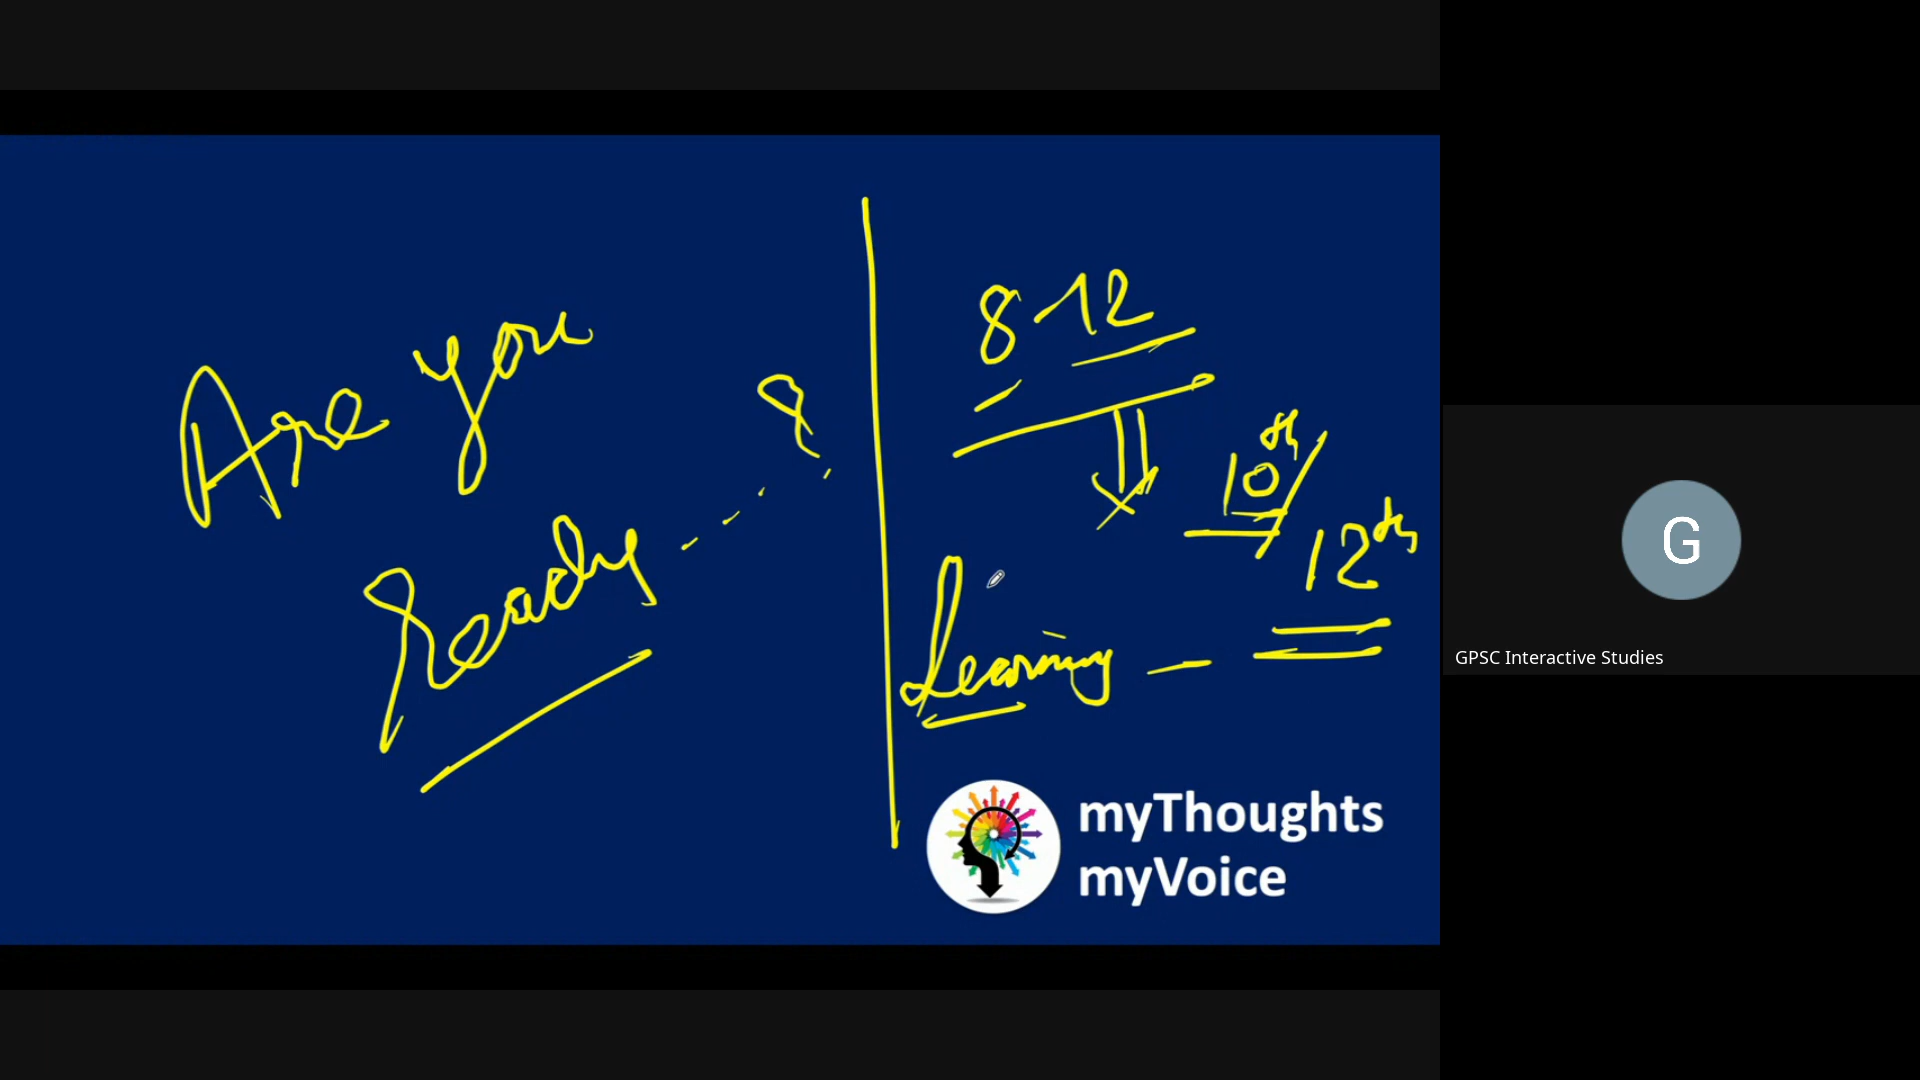 Are you
Ready - - - ?
8-12
10th/
12th
Learning -
myThoughts
myVoice
G
GPSC Interactive Studies